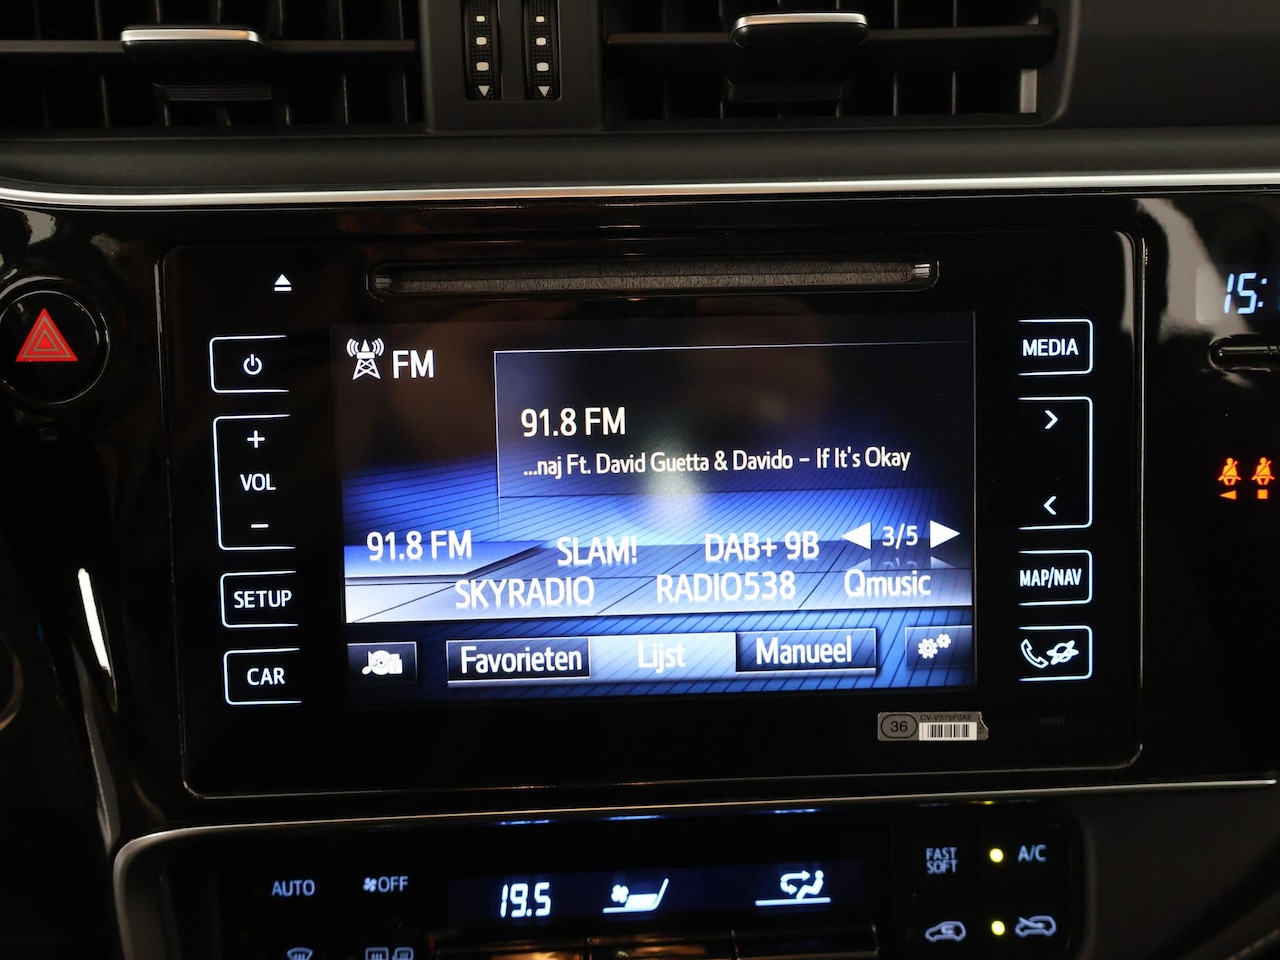 15:
FM
MEDIA
91.8 FM
...naj Ft. David Guetta & Davido – If It's Okay
+
VOL
−
91.8 FM
SLAM!
DAB+ 9B
3/5
SKYRADIO
RADIO538
Qmusic
SETUP
MAP/NAV
Favorieten
Lijst
Manueel
CAR
36
CV-VS75F0AE
AUTO
OFF
19.5
FAST
SOFT
A/C